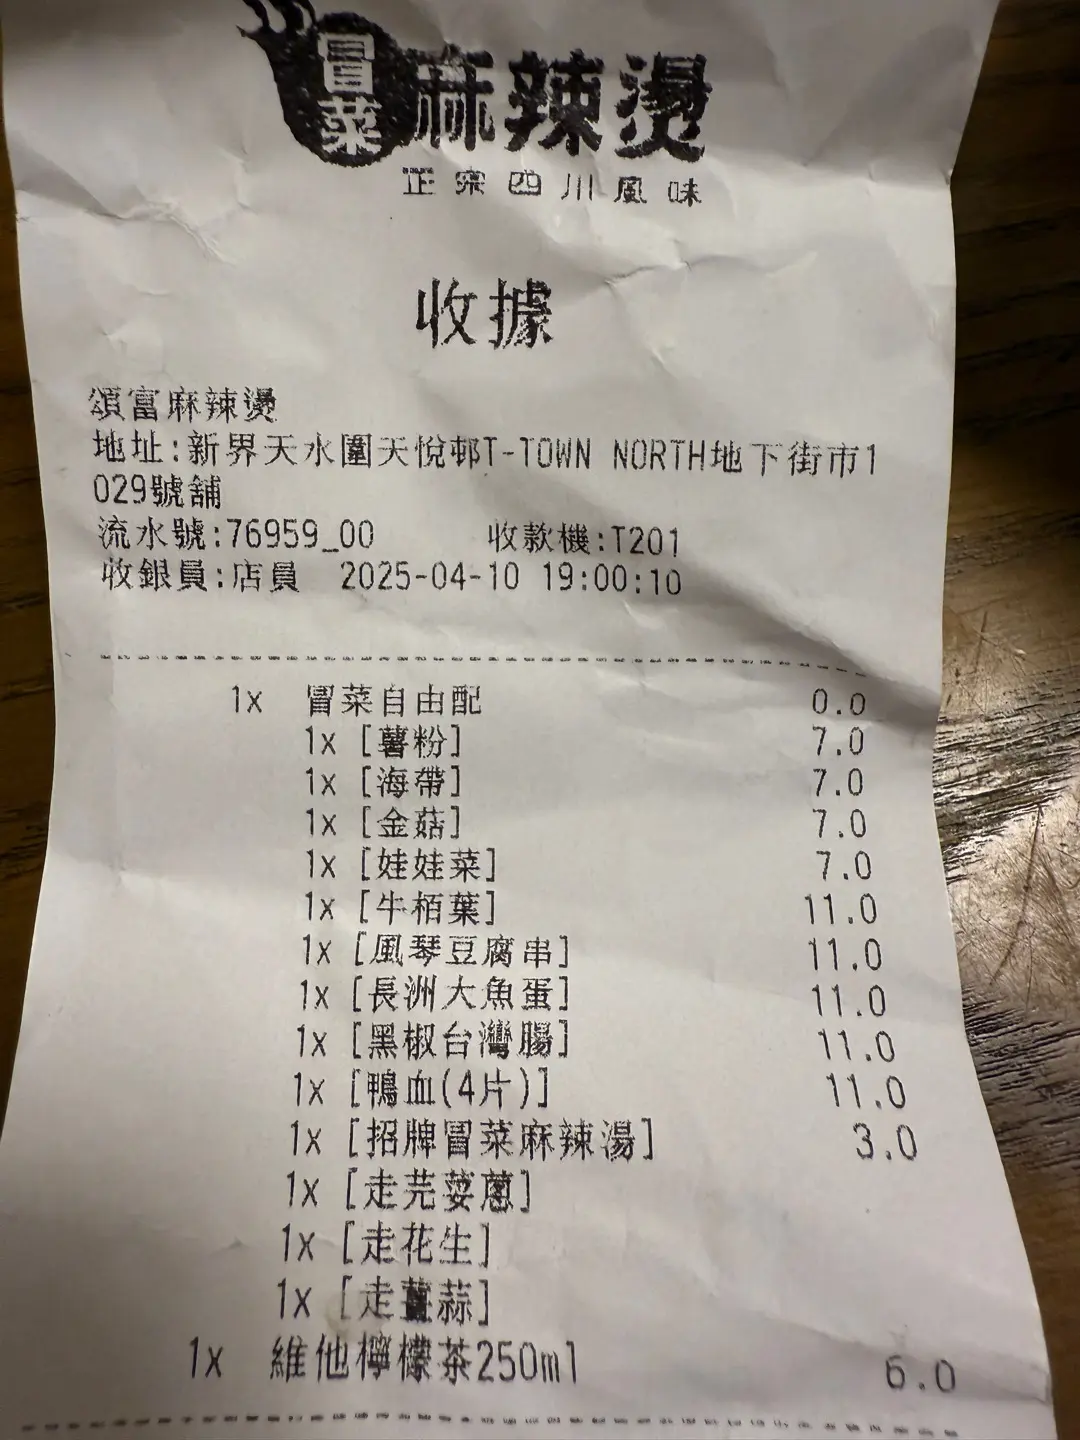 冒菜 麻辣燙
正宗四川風味
收據
頌富麻辣燙
地址:新界天水圍天悅邨T-TOWN NORTH地下街市1
029號舖
流水號:76959_00 收款機:T201
收銀員:店員 2025-04-10 19:00:10
1x 冒菜自由配 0.0
1x [薯粉] 7.0
1x [海帶] 7.0
1x [金菇] 7.0
1x [娃娃菜] 7.0
1x [牛栢葉] 11.0
1x [風琴豆腐串] 11.0
1x [長洲大魚蛋] 11.0
1x [黑椒台灣腸] 11.0
1x [鴨血(4片)] 11.0
1x [招牌冒菜麻辣湯] 3.0
1x [走芫荽蔥]
1x [走花生]
1x [走薑蒜]
1x 維他檸檬茶250ml 6.0